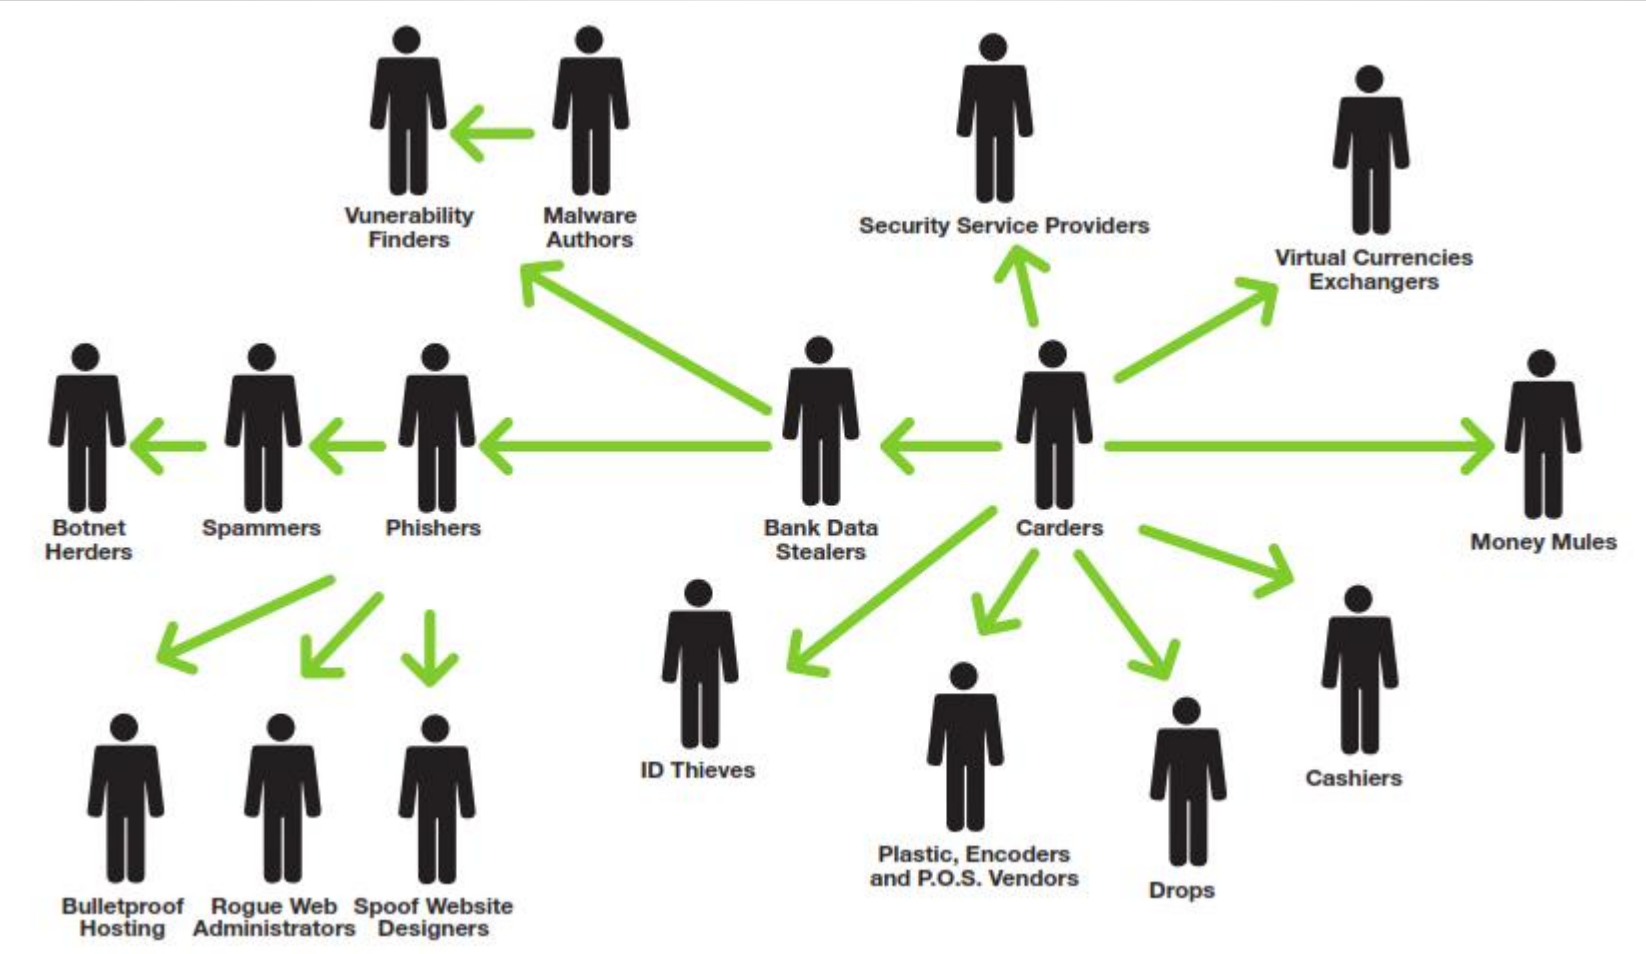 Vunerability
Finders
Malware
Authors
Security Service Providers
Virtual Currencies
Exchangers
Botnet
Herders
Spammers
Phishers
Bank Data
Stealers
Carders
Money Mules
ID Thieves
Cashiers
Plastic, Encoders
and P.O.S. Vendors
Drops
Bulletproof
Hosting
Rogue Web
Administrators
Spoof Website
Designers